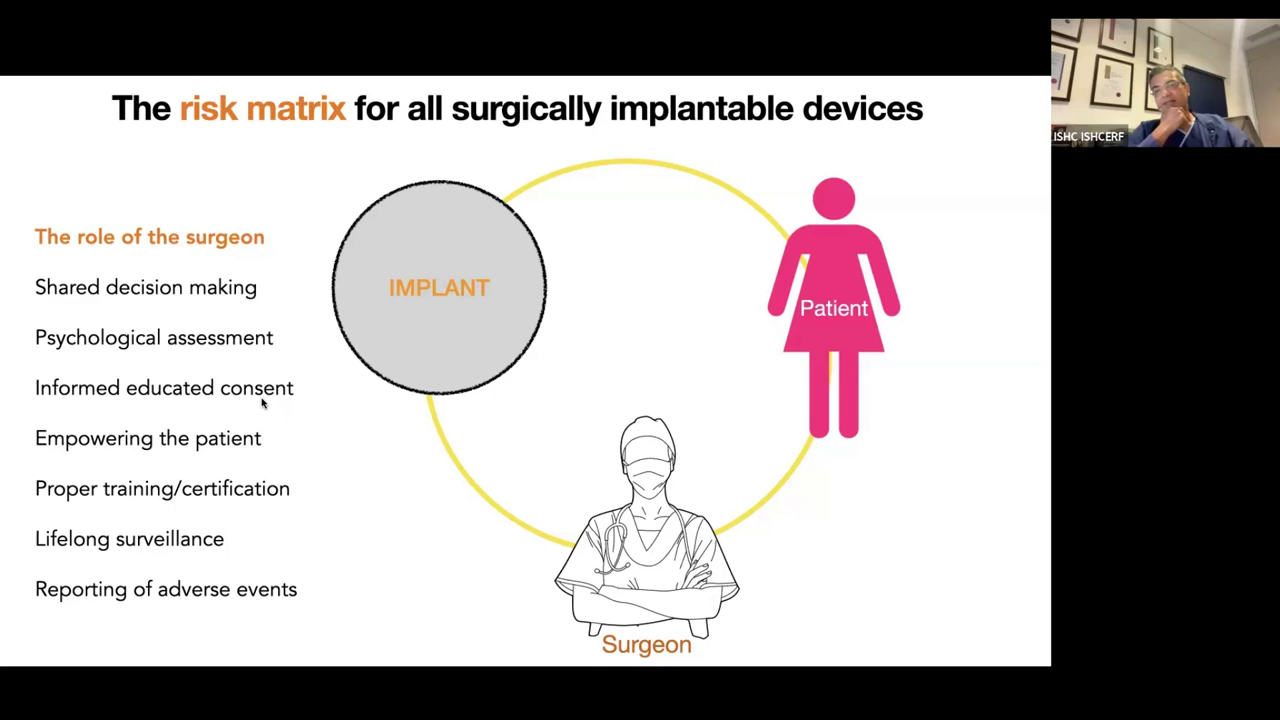 The risk matrix for all surgically implantable devices
ISHC ISHCERF
The role of the surgeon
Shared decision making
Psychological assessment
Informed educated consent
Empowering the patient
Proper training/certification
Lifelong surveillance
Reporting of adverse events
IMPLANT
Patient
Surgeon